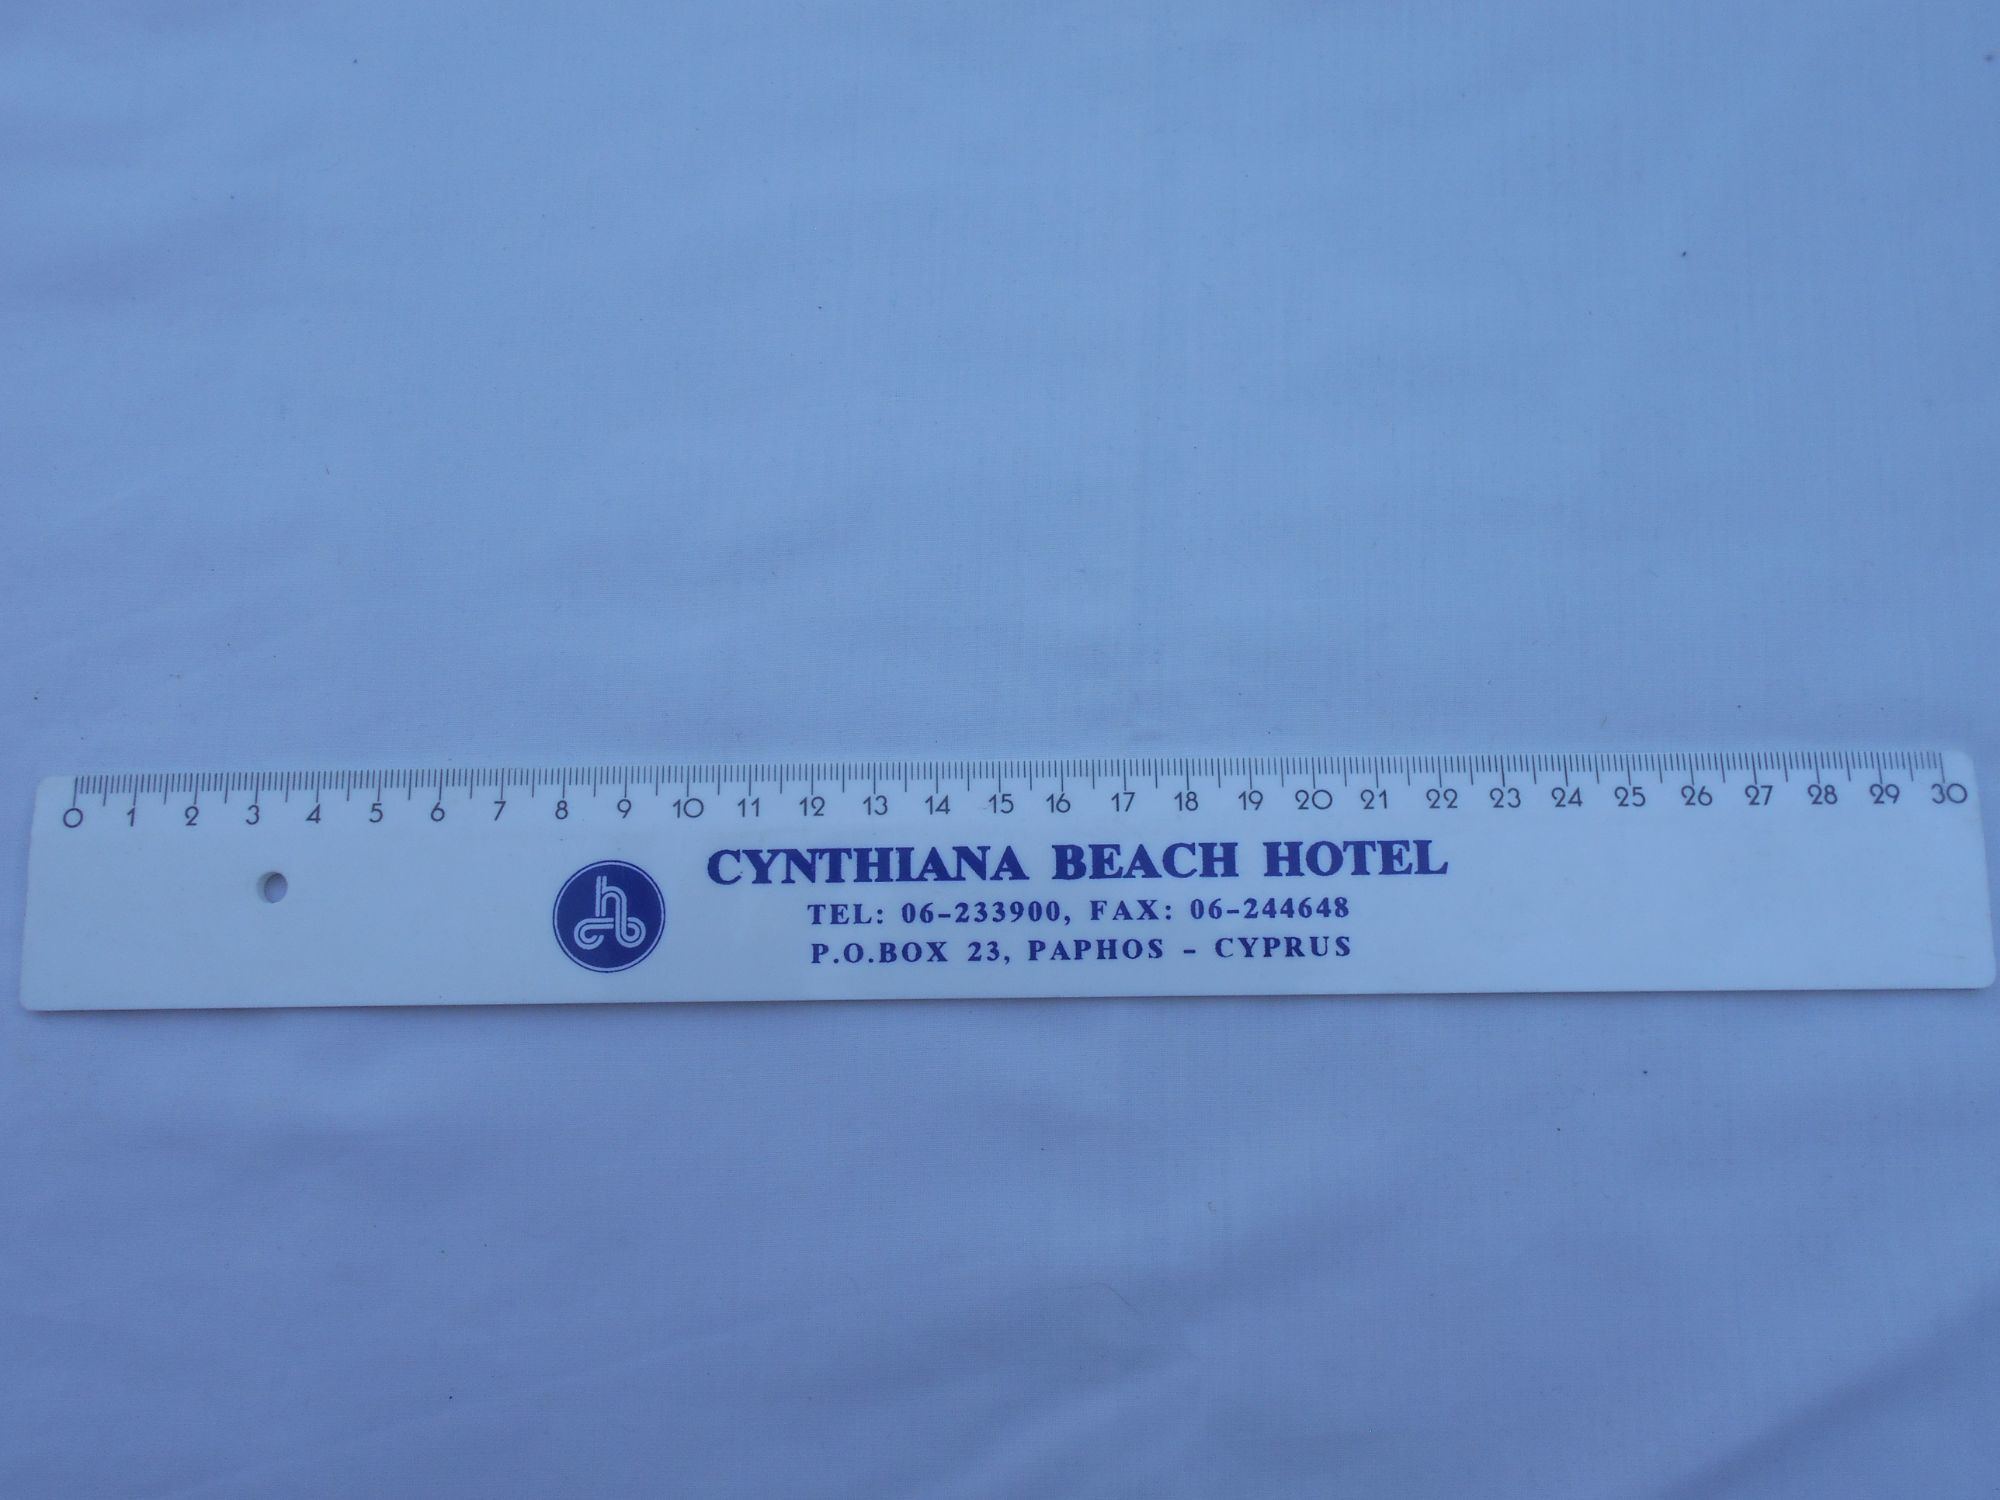 0 1 2 3 4 5 6 7 8 9 10 11 12 13 14 15 16 17 18 19 20 21 22 23 24 25 26 27 28 29 30
CYNTHIANA BEACH HOTEL
TEL: 06-233900, FAX: 06-244648
P.O.BOX 23, PAPHOS - CYPRUS
chb